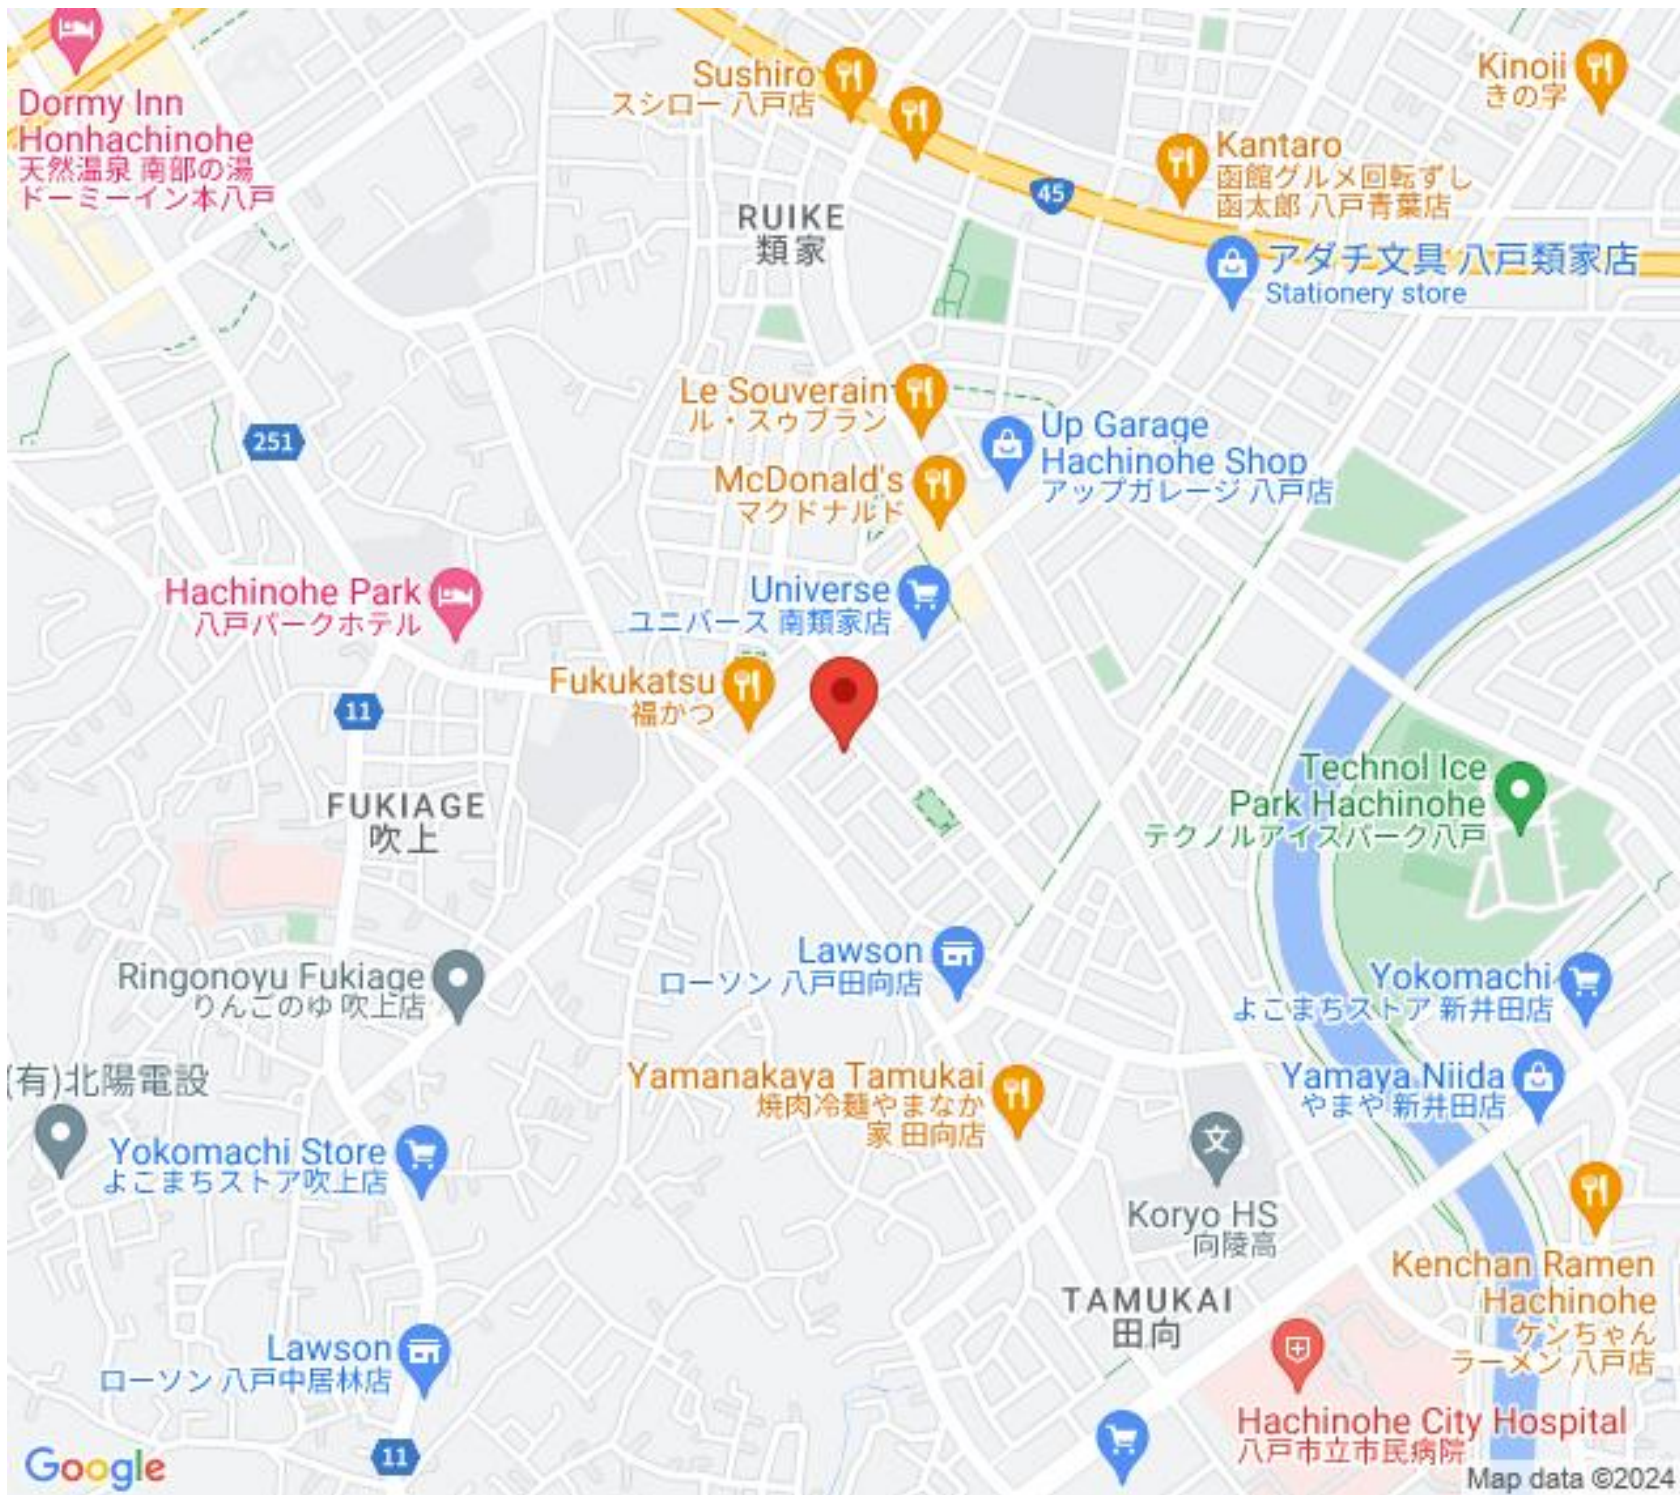 Dormy Inn
Honhachinohe
天然温泉 南部の湯
ドーミーイン本八戸
Sushiro
スシロー 八戸店
Kinoii
きの字
Kantaro
函館グルメ回転ずし
函太郎 八戸青葉店
45
RUIKE
類家
アダチ文具 八戸類家店
Stationery store
Le Souverain
ル・スゥブラン
Up Garage
Hachinohe Shop
アップガレージ 八戸店
251
McDonald's
マクドナルド
Hachinohe Park
八戸パークホテル
Universe
ユニバース 南類家店
Fukukatsu
福かつ
11
FUKIAGE
吹上
Technol Ice
Park Hachinohe
テクノルアイスパーク八戸
Ringonoyu Fukiage
りんごのゆ 吹上店
Lawson
ローソン 八戸田向店
Yokomachi
よこまちストア 新井田店
(有)北陽電設
Yamanakaya Tamukai
焼肉冷麺やまなか
家 田向店
Yamaya Niida
やまや 新井田店
Yokomachi Store
よこまちストア吹上店
文
Koryo HS
向陵高
Kenchan Ramen
Hachinohe
ケンちゃん
ラーメン 八戸店
TAMUKAI
田向
Lawson
ローソン 八戸中居林店
Hachinohe City Hospital
八戸市立市民病院
11
Google
Map data ©2024